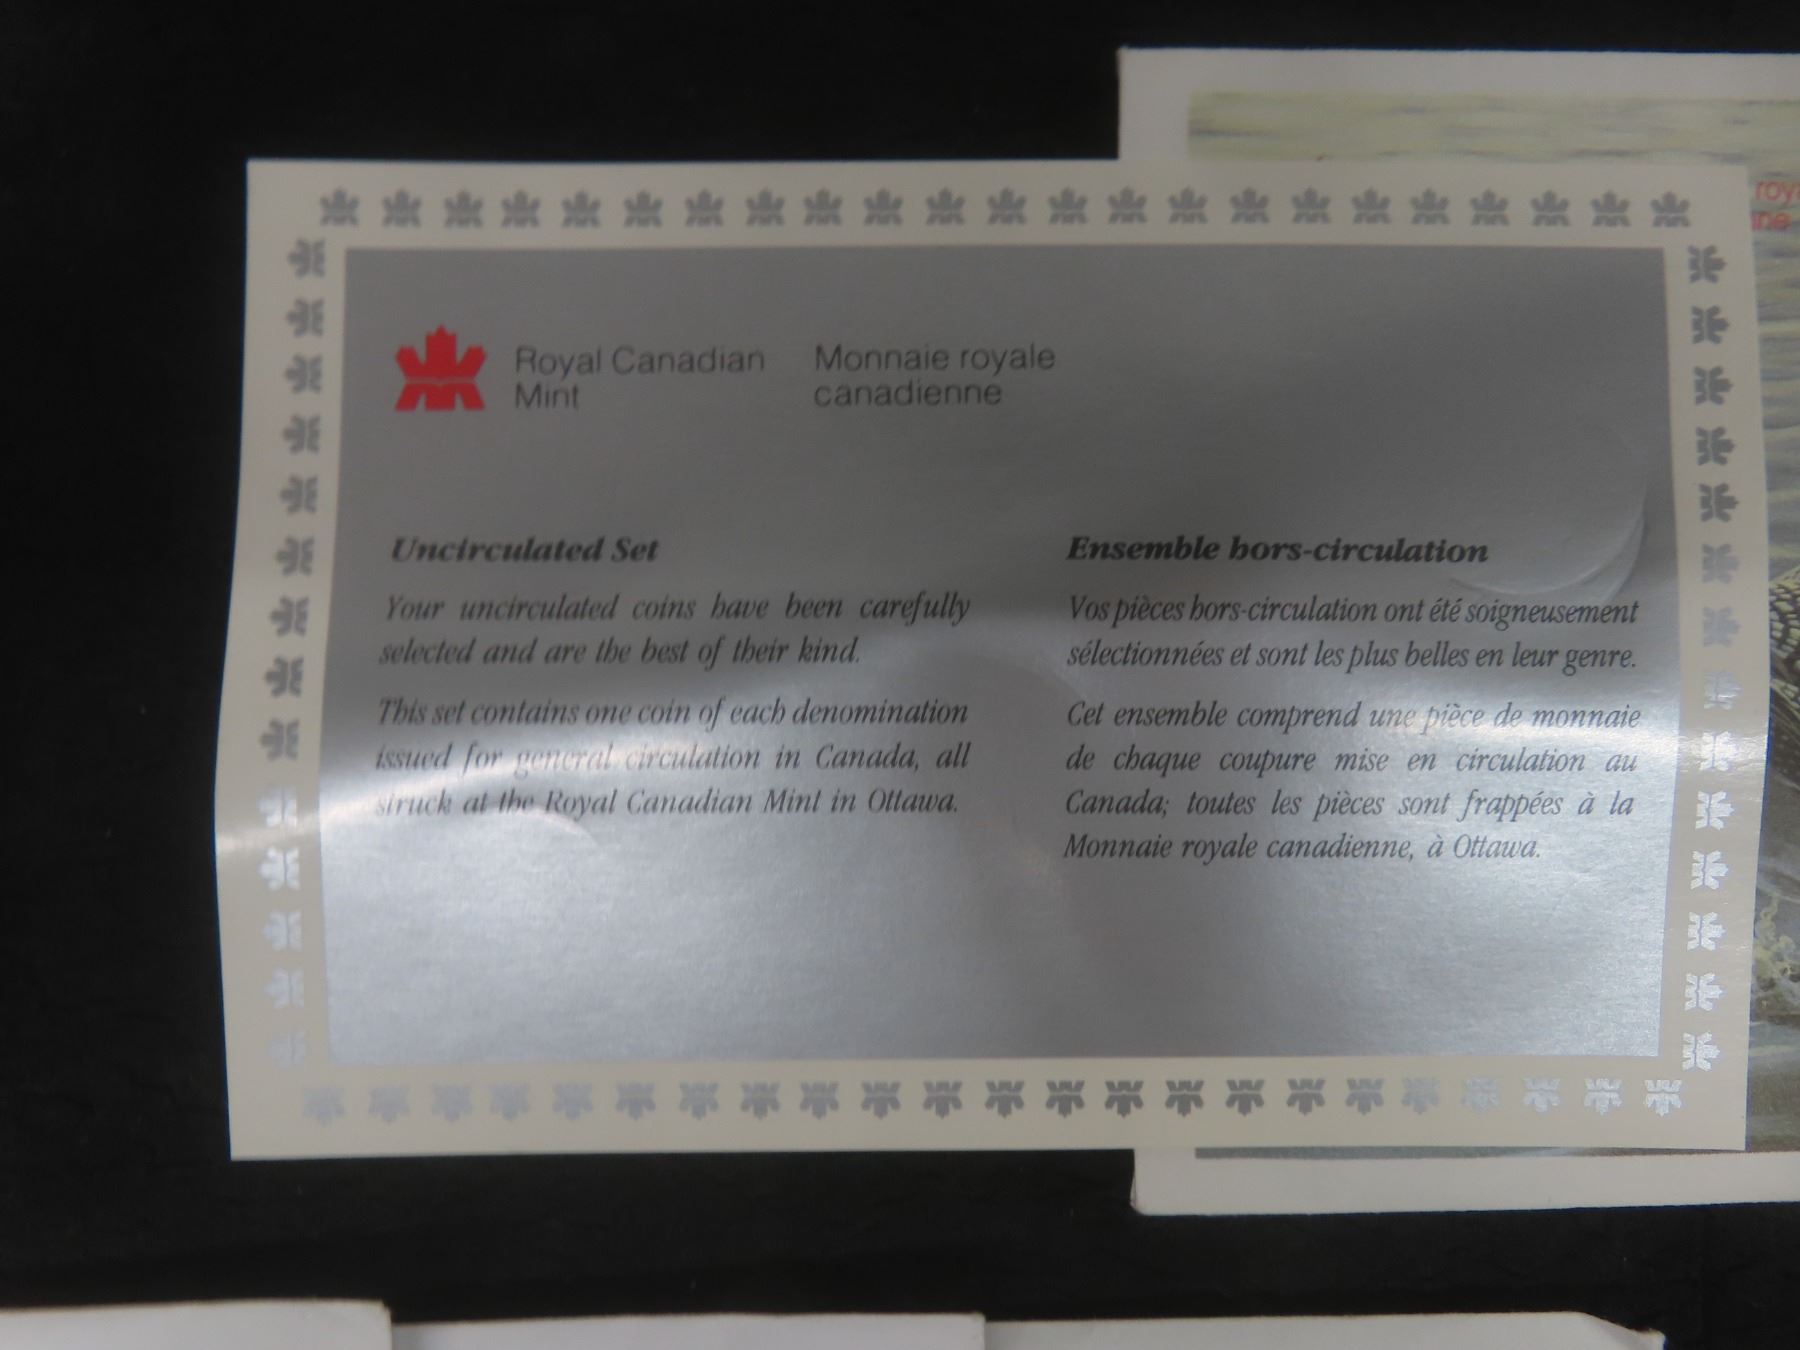 Royal Canadian
Mint
Monnaie royale
canadienne
Uncirculated Set
Your uncirculated coins have been carefully
selected and are the best of their kind.
This set contains one coin of each denomination
issued for general circulation in Canada, all
struck at the Royal Canadian Mint in Ottawa.
Ensemble hors-circulation
Vos pièces hors-circulation ont été soigneusement
sélectionnées et sont les plus belles en leur genre.
Cet ensemble comprend une pièce de monnaie
de chaque coupure mise en circulation au
Canada; toutes les pièces sont frappées à la
Monnaie royale canadienne, à Ottawa.